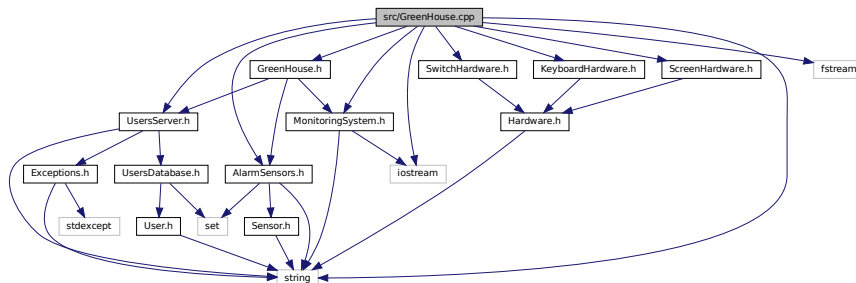 src/GreenHouse.cpp
GreenHouse.h
SwitchHardware.h
KeyboardHardware.h
ScreenHardware.h
fstream
UsersServer.h
MonitoringSystem.h
Hardware.h
Exceptions.h
UsersDatabase.h
AlarmSensors.h
iostream
stdexcept
User.h
set
Sensor.h
string